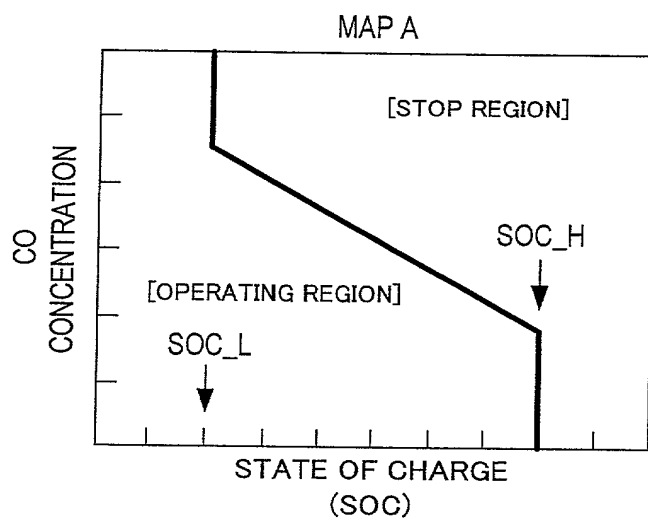 MAP A
[STOP REGION]
CO
CONCENTRATION
SOC_H
[OPERATING REGION]
SOC_L
STATE OF CHARGE
(SOC)